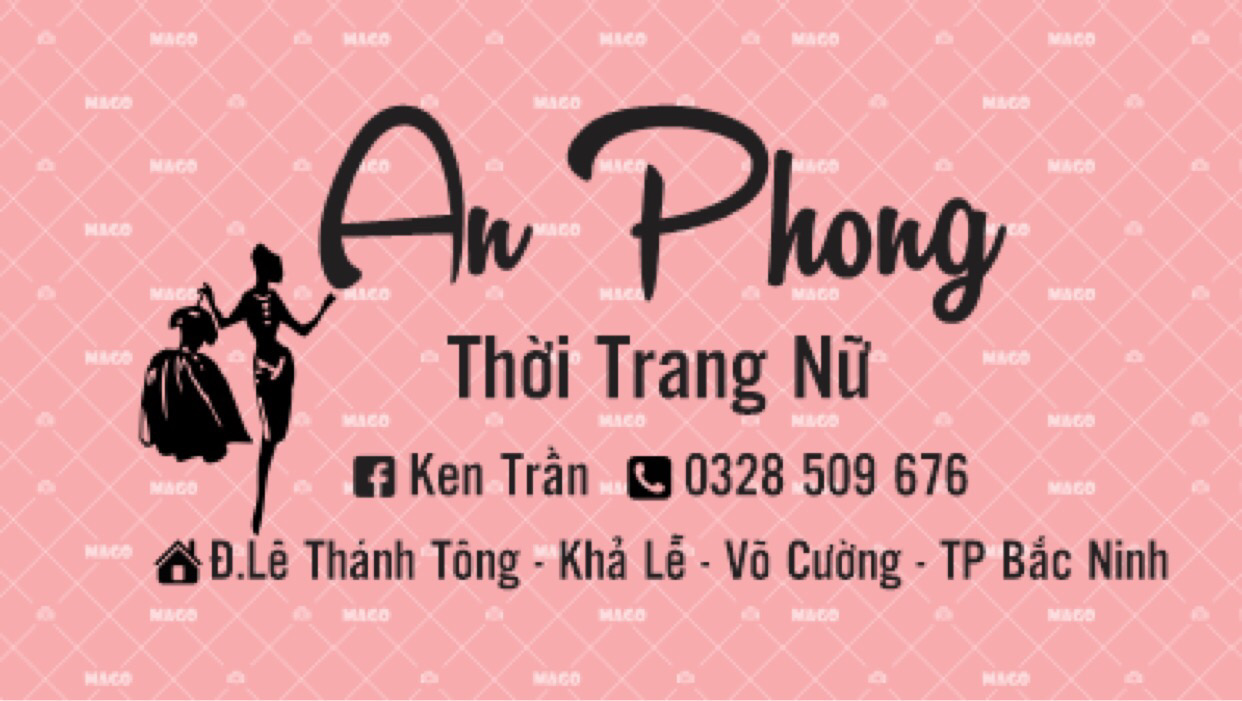 An Phong
Thời Trang Nữ
Ken Trần 0328 509 676
Đ.Lê Thánh Tông - Khả Lễ - Võ Cường - TP Bắc Ninh